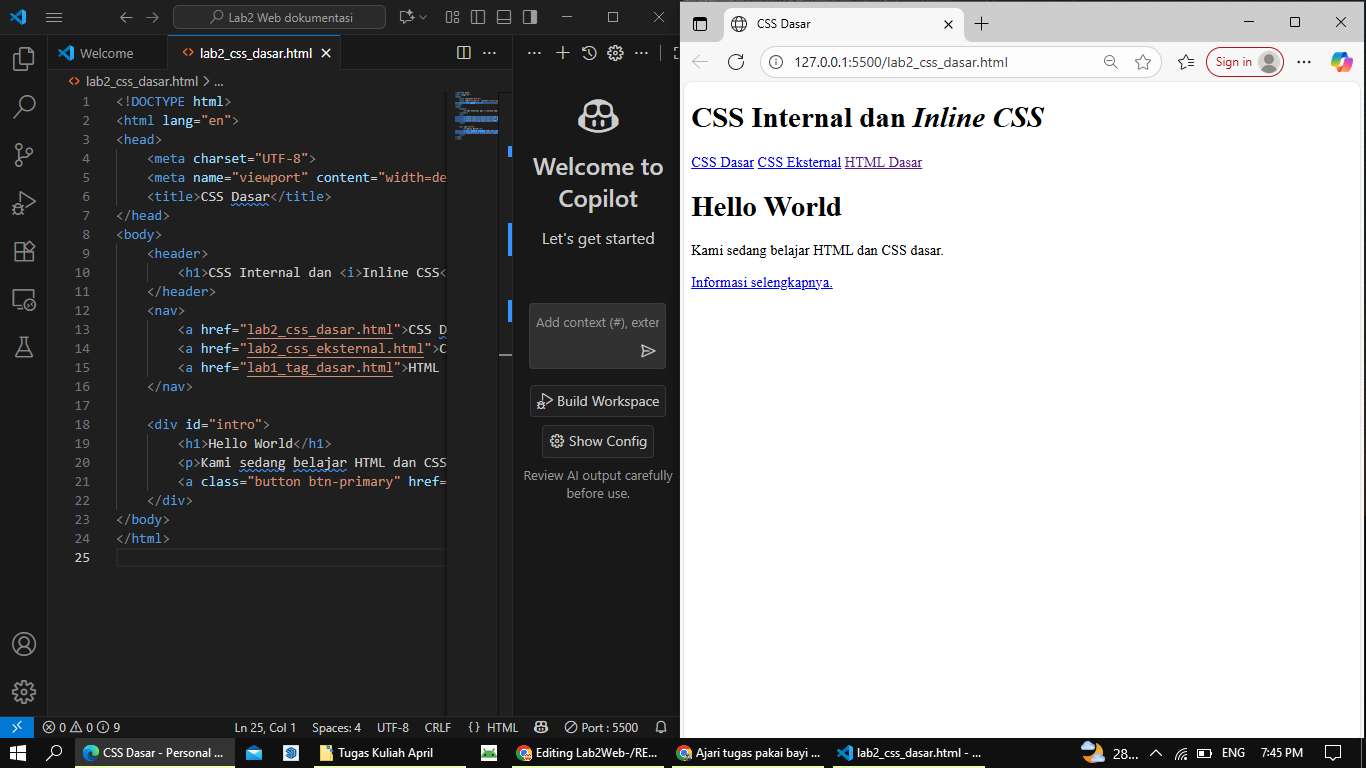 Lab2 Web dokumentasi
Welcome
lab2_css_dasar.html
lab2_css_dasar.html > ...
1 <!DOCTYPE html>
2 <html lang="en">
3 <head>
4 <meta charset="UTF-8">
5 <meta name="viewport" content="width=de
6 <title>CSS Dasar</title>
7 </head>
8 <body>
9 <header>
10 <h1>CSS Internal dan <i>Inline CSS<
11 </header>
12 <nav>
13 <a href="lab2_css_dasar.html">CSS D
14 <a href="lab2_css_eksternal.html">C
15 <a href="lab1_tag_dasar.html">HTML
16 </nav>
17
18 <div id="intro">
19 <h1>Hello World</h1>
20 <p>Kami sedang belajar HTML dan CSS
21 <a class="button btn-primary" href=
22 </div>
23 </body>
24 </html>
25
Welcome to
Copilot
Let's get started
Add context (#), exter
Build Workspace
Show Config
Review AI output carefully
before use.
0 0 9 Ln 25, Col 1 Spaces: 4 UTF-8 CRLF {} HTML Port : 5500
CSS Dasar
127.0.0.1:5500/lab2_css_dasar.html
Sign in
CSS Internal dan Inline CSS
CSS Dasar CSS Eksternal HTML Dasar
Hello World
Kami sedang belajar HTML dan CSS dasar.
Informasi selengkapnya.
CSS Dasar - Personal ...
Tugas Kuliah April
Editing Lab2Web-/RE...
Ajari tugas pakai bayi ...
lab2_css_dasar.html - ...
28...
ENG
7:45 PM